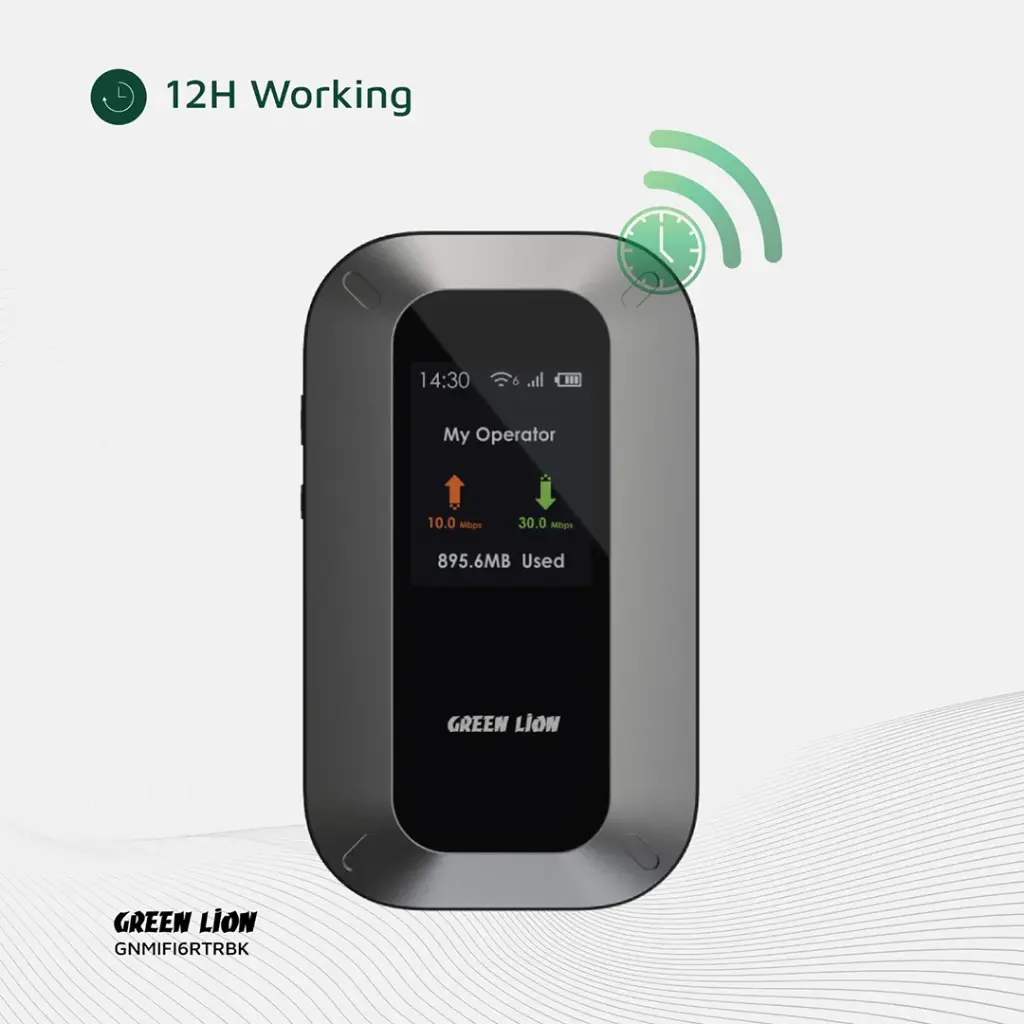 12H Working
14:30 6
My Operator
10.0 Mbps 30.0 Mbps
895.6MB Used
GREEN LION
GREEN LION
GNMIFI6RTRBK